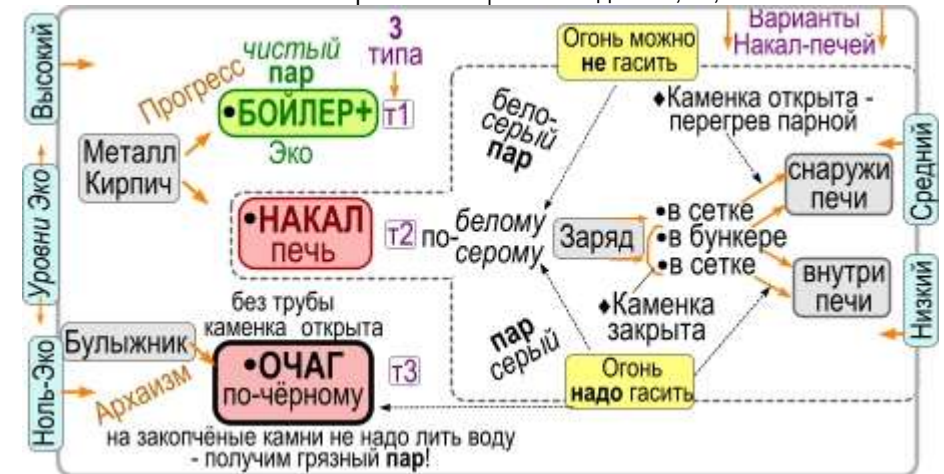 Высокий
Уровни Эко
Ноль-Эко
Прогресс
чистый
пар
•БОЙЛЕР+
Эко
3
типа
т1
Металл
Кирпич
•НАКАЛ
печь
т2
по-белому
серому
без трубы
каменка открыта
Булыжник
Архаизм
•ОЧАГ
по-чёрному
т3
на закопчёные камни не надо лить воду
- получим грязный пар!
Огонь можно
не гасить
Варианты
Накал-печей
бело-
серый
пар
♦Каменка открыта -
перегрев парной
Заряд
•в сетке
•в бункере
•в сетке
снаружи
печи
внутри
печи
♦Каменка
закрыта
пар
серый
Огонь
надо гасить
Средний
Низкий